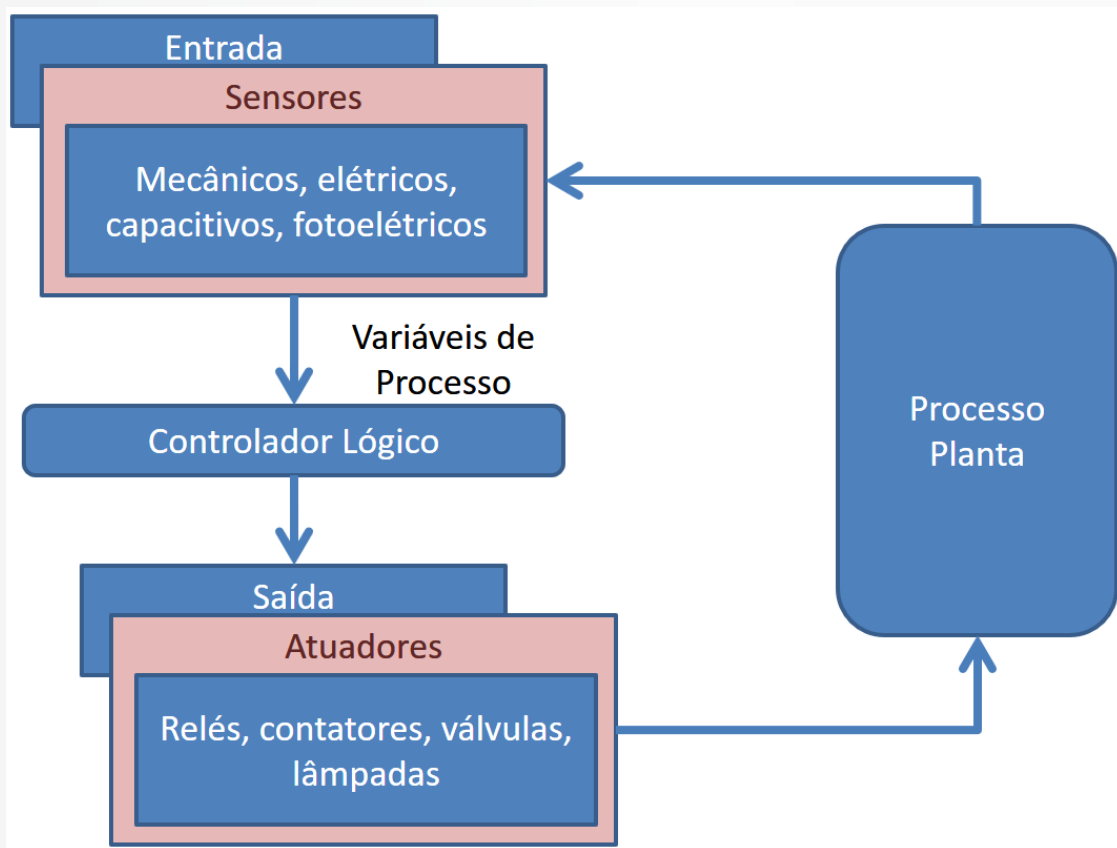 Entrada
Sensores
Mecânicos, elétricos,
capacitivos, fotoelétricos
Variáveis de
Processo
Controlador Lógico
Saída
Atuadores
Relés, contatores, válvulas,
lâmpadas
Processo
Planta